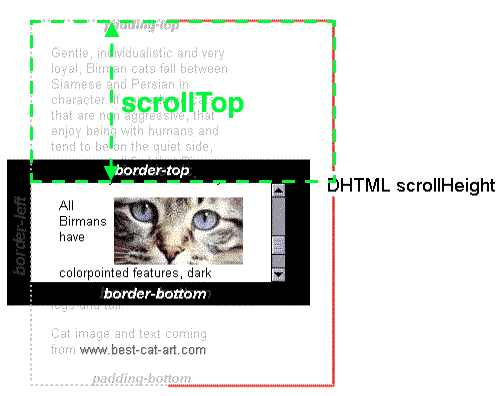 padding-top
Gentle, individualistic and very
loyal, Birman cats fall between
Siamese and Persian in
character. If
that are non aggressive, that
enjoy being with humans and
tend to be on the quiet side,
scrollTop
border-top
DHTML scrollHeight
border-left
All
Birmans
have
colorpointed features, dark
border-bottom
legs and tail.
Cat image and text coming
from www.best-cat-art.com
padding-bottom